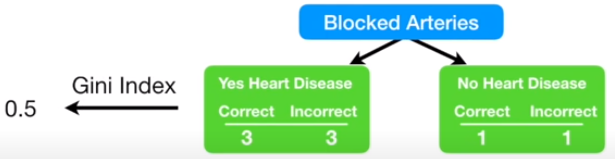 Blocked Arteries
Gini Index
0.5
Yes Heart Disease
Correct Incorrect
3 3
No Heart Disease
Correct Incorrect
1 1